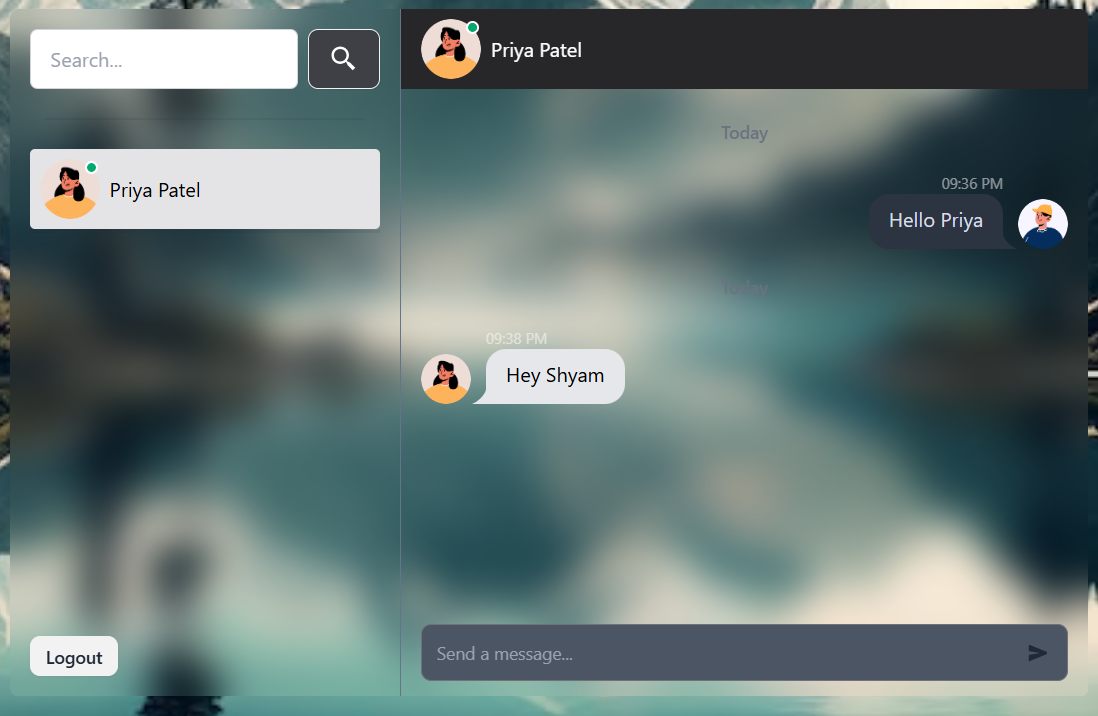 Search...
Priya Patel
Logout
Priya Patel
Today
09:36 PM
Hello Priya
Today
09:38 PM
Hey Shyam
Send a message...